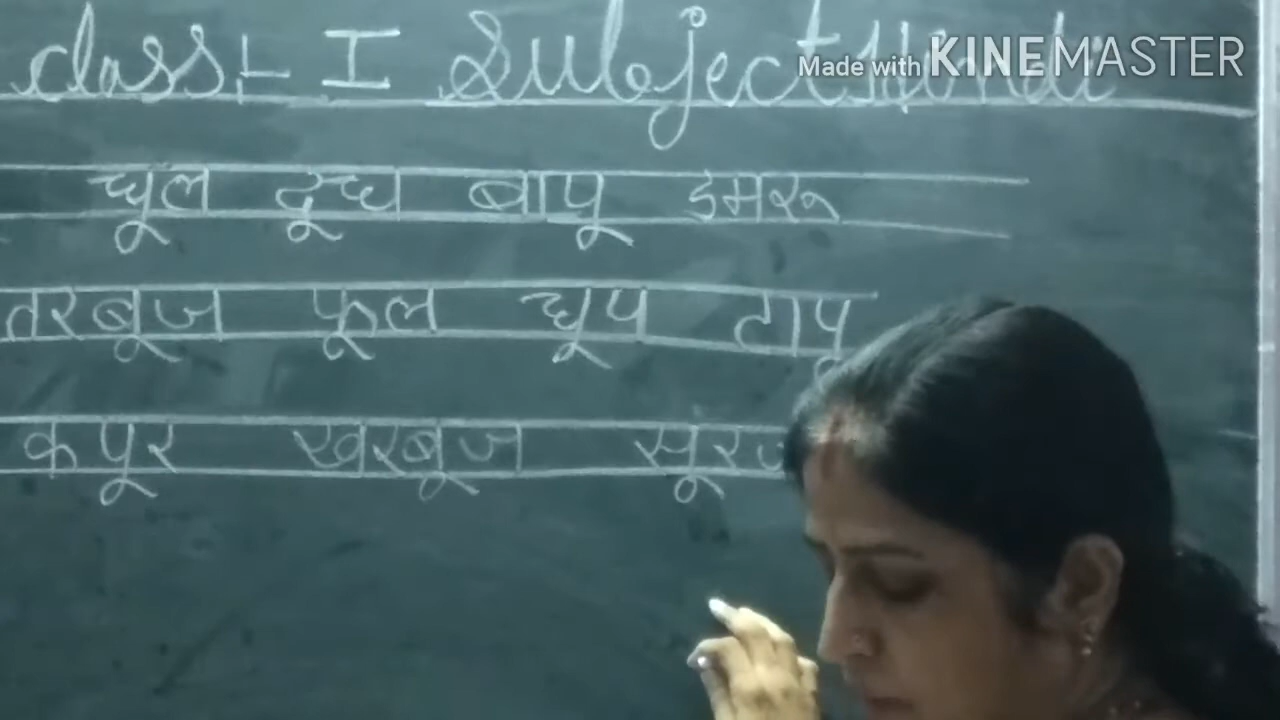 class:- I Subject:- Hindi
Made with KINEMASTER
धूल दूध बापू डमरू
तरबूज फूल धूप टापू
कपूर खरबूज सूरज